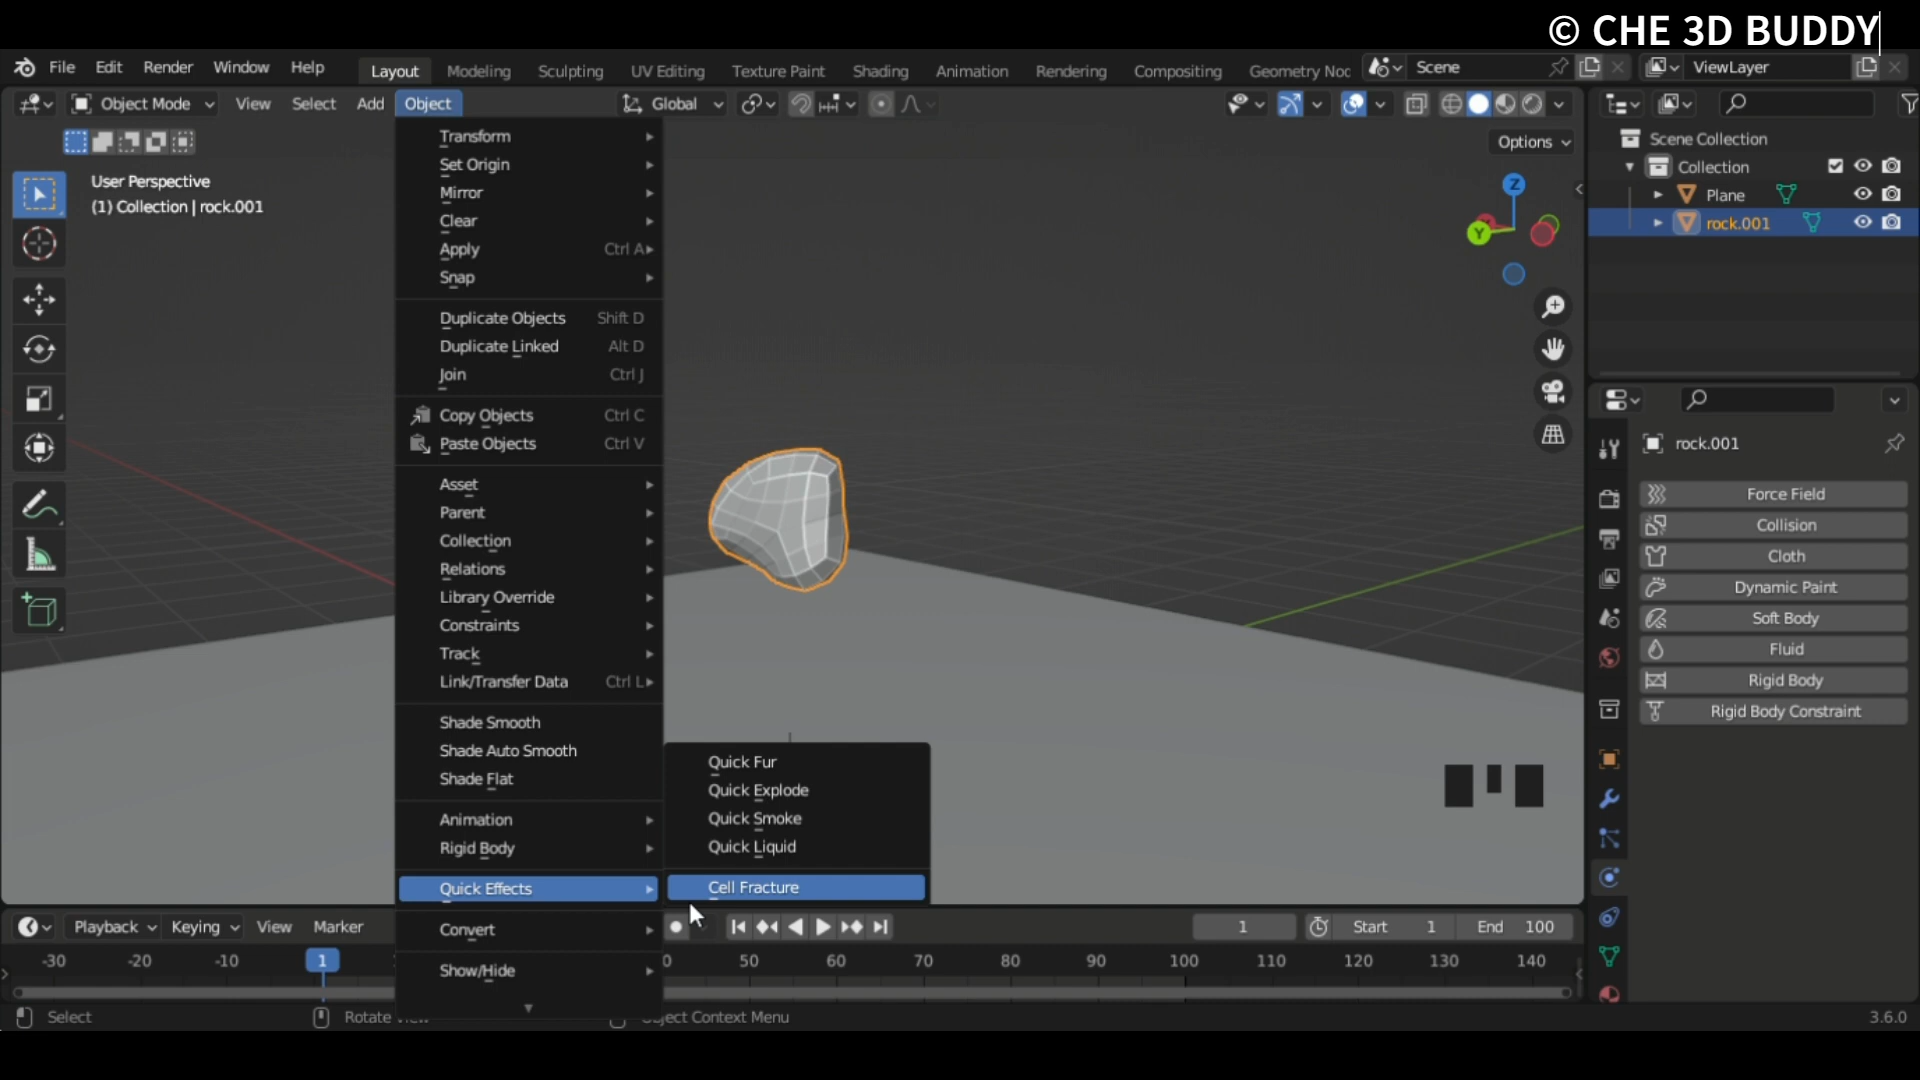 © CHE 3D BUDDY
File Edit Render Window Help Layout Modeling Sculpting UV Editing Texture Paint Shading Animation Rendering Compositing Geometry Noc Scene ViewLayer
Object Mode View Select Add Object Global
Options
User Perspective
(1) Collection | rock.001
Transform
Set Origin
Mirror
Clear
Apply Ctrl A
Snap
Duplicate Objects Shift D
Duplicate Linked Alt D
Join Ctrl J
Copy Objects Ctrl C
Paste Objects Ctrl V
Asset
Parent
Collection
Relations
Library Override
Constraints
Track
Link/Transfer Data Ctrl L
Shade Smooth
Shade Auto Smooth
Shade Flat
Animation
Rigid Body
Quick Effects
Convert
Show/Hide
Quick Fur
Quick Explode
Quick Smoke
Quick Liquid
Cell Fracture
Z
Y
Scene Collection
Collection
Plane
rock.001
rock.001
Force Field
Collision
Cloth
Dynamic Paint
Soft Body
Fluid
Rigid Body
Rigid Body Constraint
Playback Keying View Marker 1 Start 1 End 100
-30 -20 -10 1 0 50 60 70 80 90 100 110 120 130 140
Select Rotate Object Context Menu 3.6.0